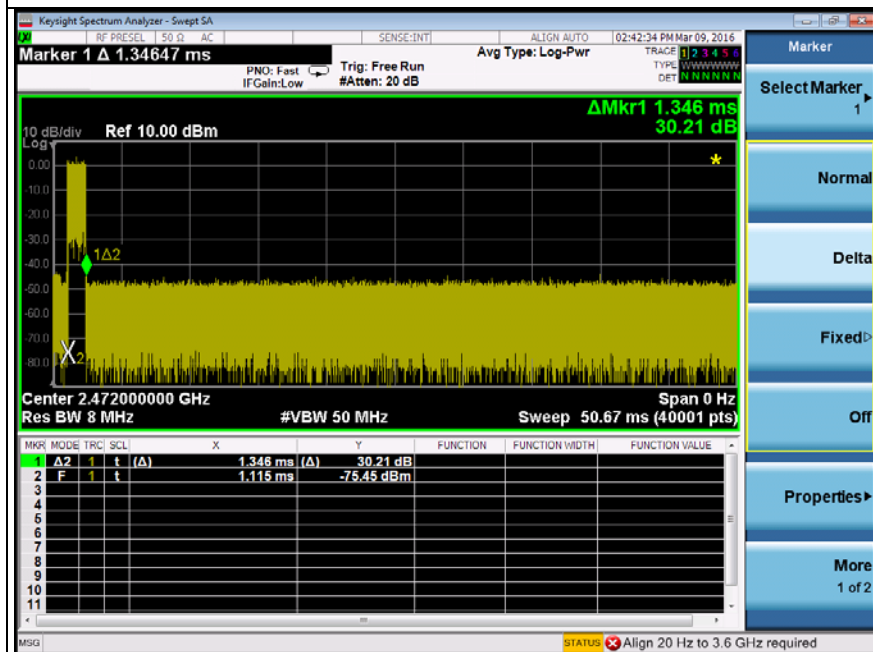 Keysight Spectrum Analyzer - Swept SA
RF PRESEL 50 Ω AC SENSE:INT ALIGN AUTO 02:42:34 PM Mar 09, 2016
Marker 1 Δ 1.34647 ms
PNO: Fast
IFGain:Low
Trig: Free Run
#Atten: 20 dB
Avg Type: Log-Pwr
TRACE 1 2 3 4 5 6
TYPE WWWWWW
DET N N N N N N
ΔMkr1 1.346 ms
30.21 dB
10 dB/div Ref 10.00 dBm
Log
0.00
-10.0
-20.0
-30.0
-40.0
-50.0
-60.0
-70.0
-80.0
1Δ2
X2
*
Center 2.472000000 GHz Span 0 Hz
Res BW 8 MHz #VBW 50 MHz Sweep 50.67 ms (40001 pts)
MKR MODE TRC SCL X Y FUNCTION FUNCTION WIDTH FUNCTION VALUE
1 Δ2 1 t (Δ) 1.346 ms (Δ) 30.21 dB
2 F 1 t 1.115 ms -75.45 dBm
3
4
5
6
7
8
9
10
11
MSG STATUS Align 20 Hz to 3.6 GHz required
Marker
Select Marker
1
Normal
Delta
Fixed
Off
Properties
More
1 of 2